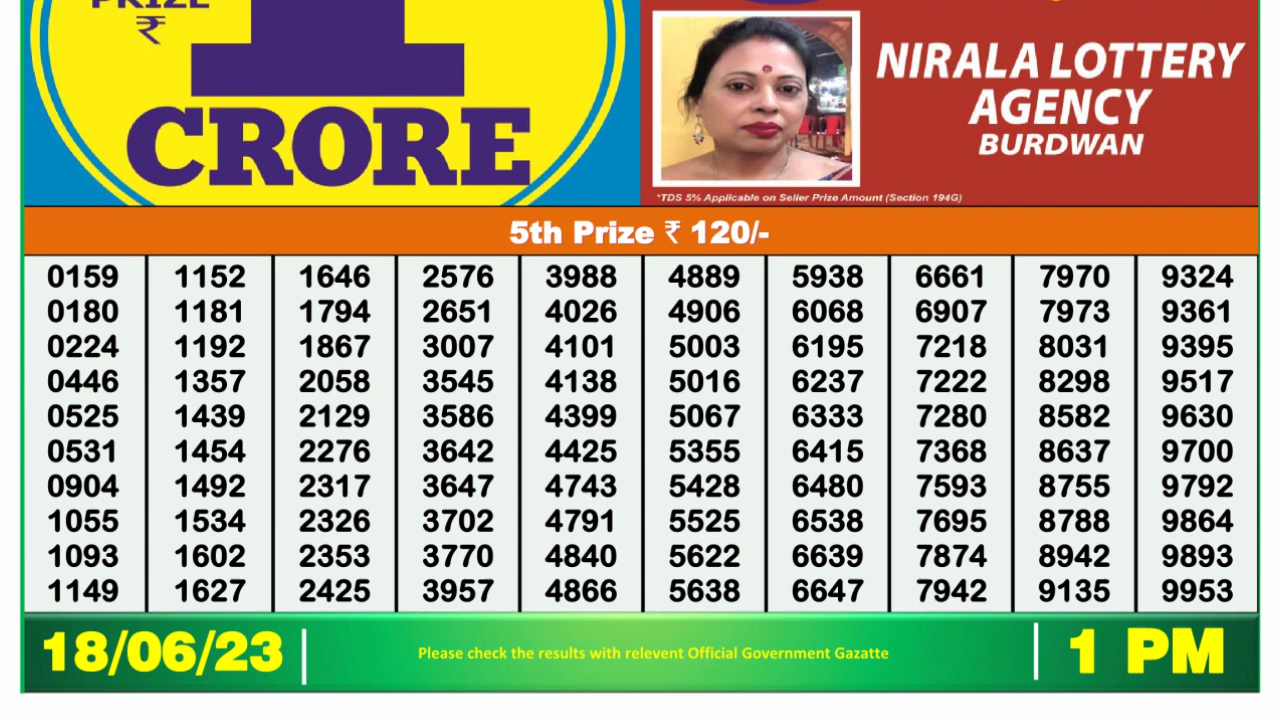 PRIZE
₹
1
CRORE
NIRALA LOTTERY
AGENCY
BURDWAN
*TDS 5% Applicable on Seller Prize Amount (Section 194G)
5th Prize ₹ 120/-
0159 1152 1646 2576 3988 4889 5938 6661 7970 9324
0180 1181 1794 2651 4026 4906 6068 6907 7973 9361
0224 1192 1867 3007 4101 5003 6195 7218 8031 9395
0446 1357 2058 3545 4138 5016 6237 7222 8298 9517
0525 1439 2129 3586 4399 5067 6333 7280 8582 9630
0531 1454 2276 3642 4425 5355 6415 7368 8637 9700
0904 1492 2317 3647 4743 5428 6480 7593 8755 9792
1055 1534 2326 3702 4791 5525 6538 7695 8788 9864
1093 1602 2353 3770 4840 5622 6639 7874 8942 9893
1149 1627 2425 3957 4866 5638 6647 7942 9135 9953
18/06/23
Please check the results with relevent Official Government Gazatte
1 PM